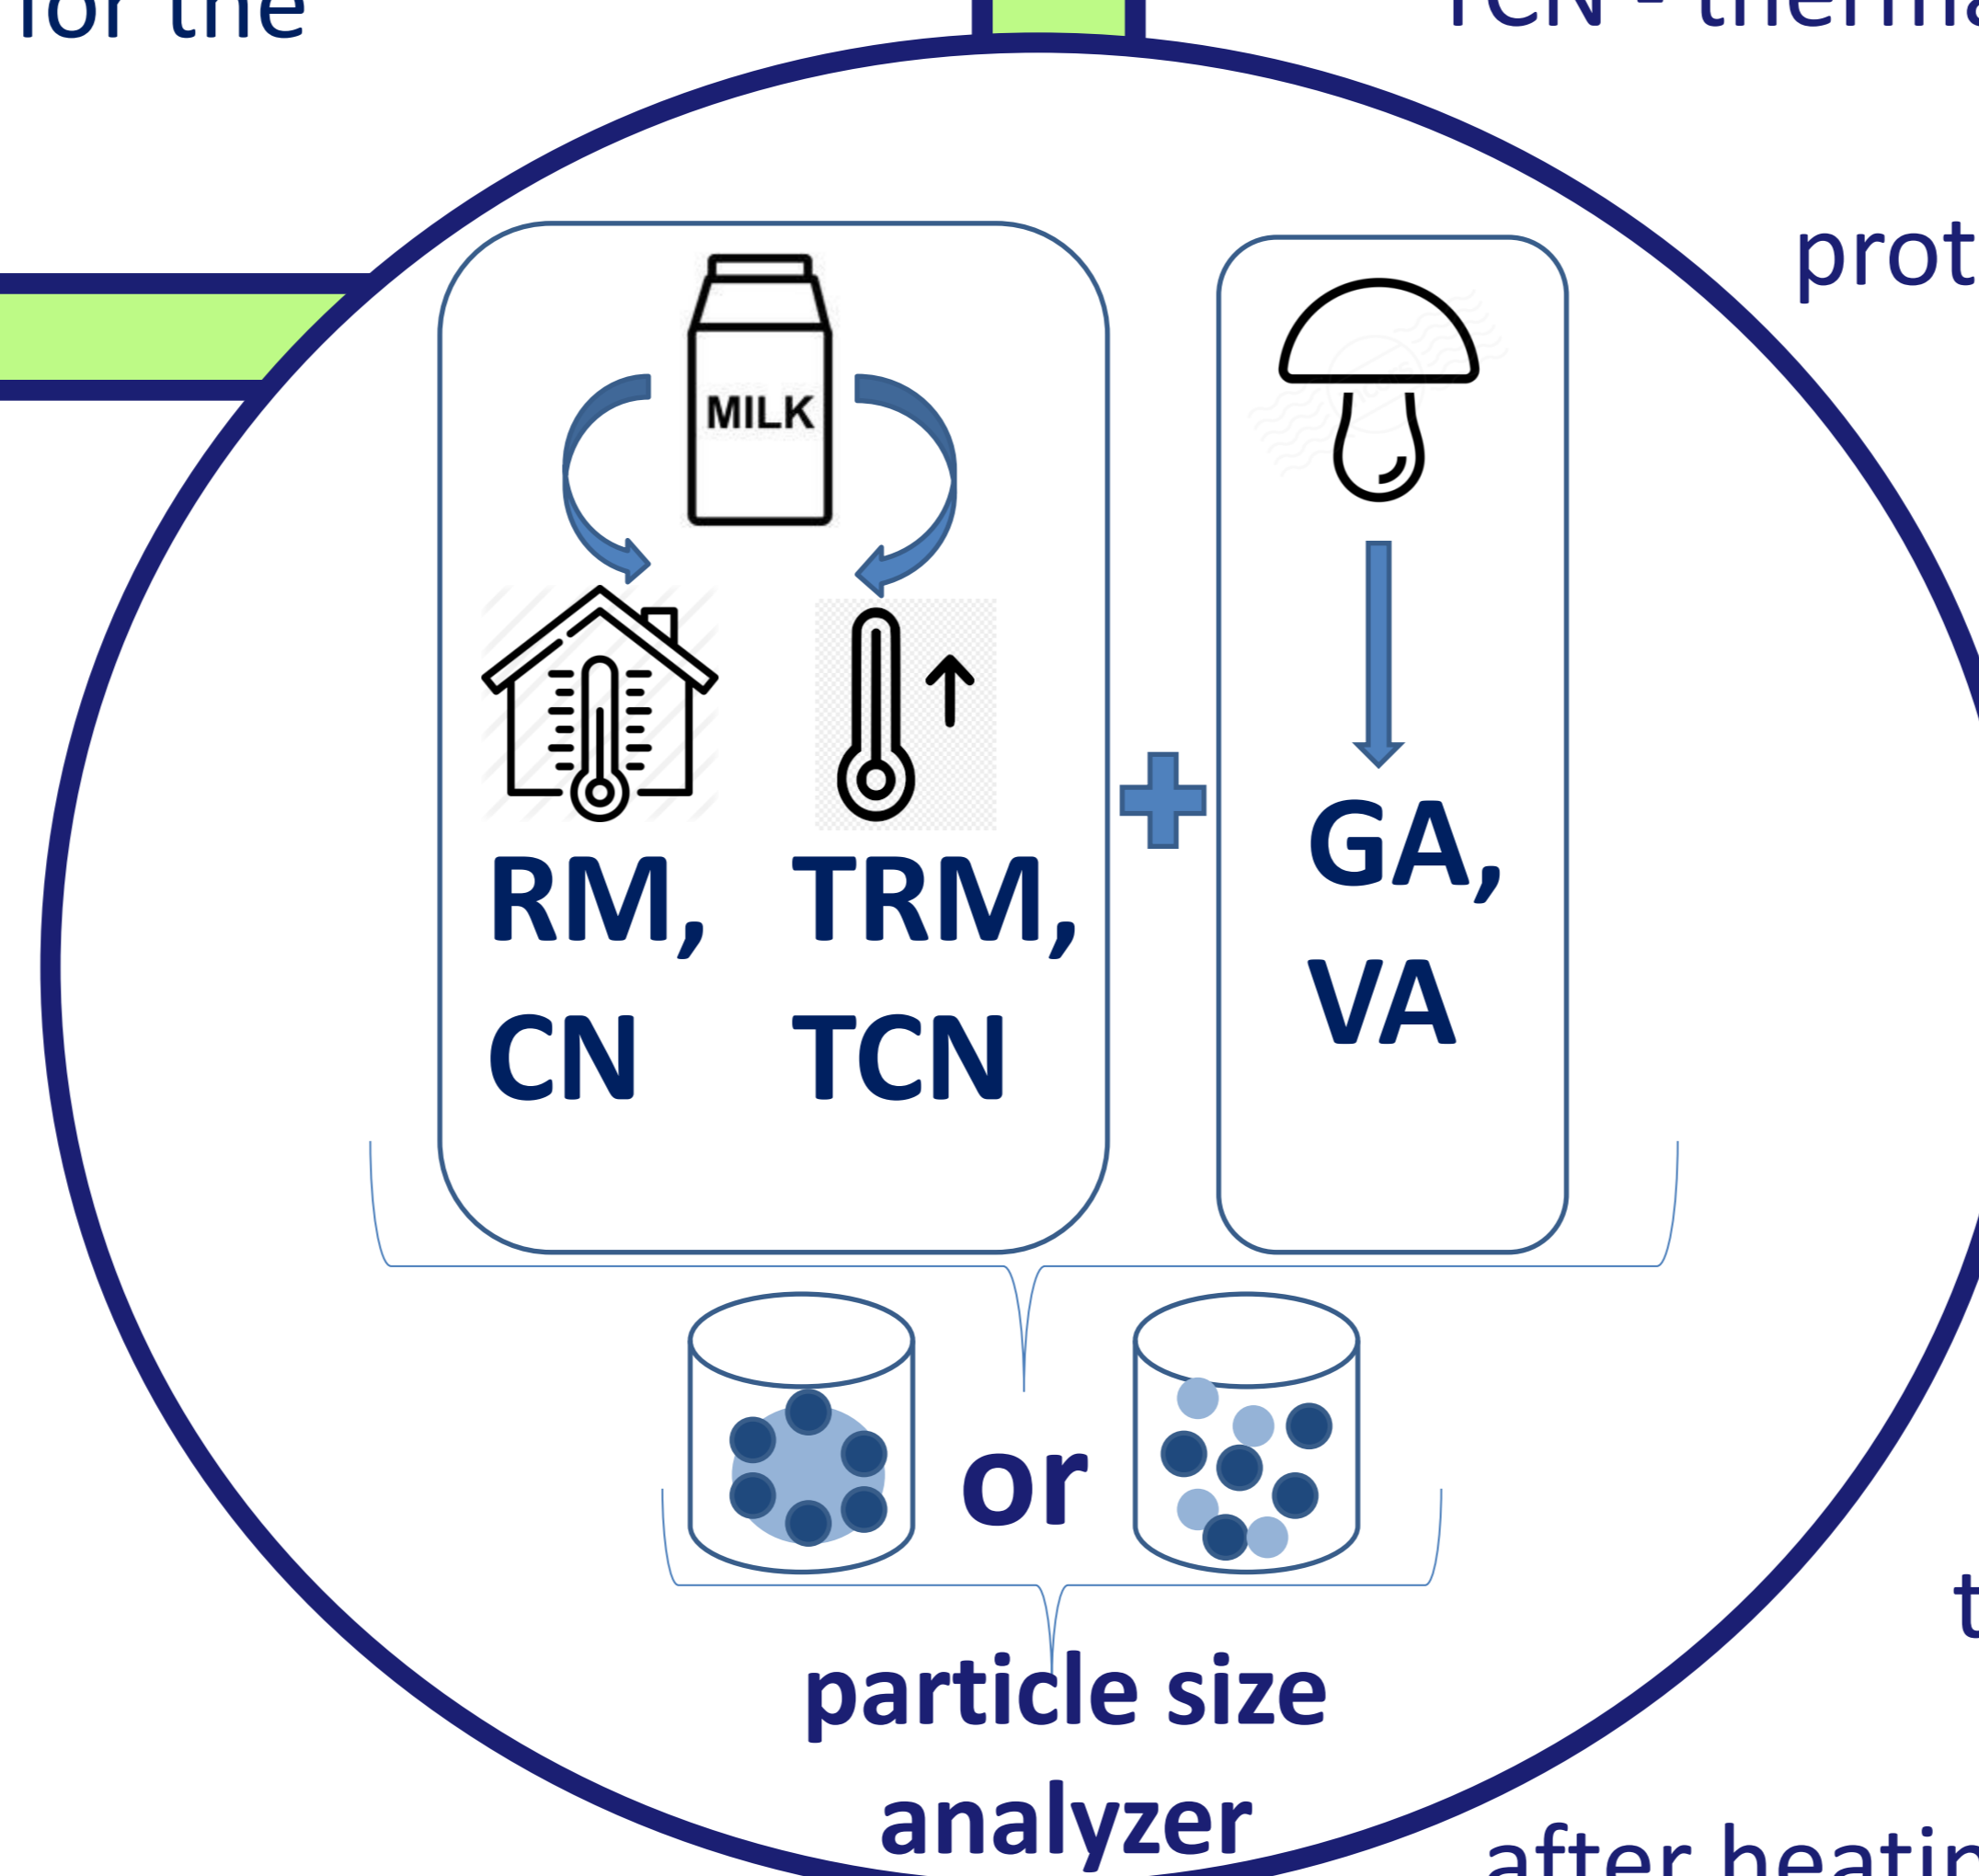 for the
TCN - therma
prot
MILK
RM, TRM,
CN TCN
GA,
VA
or
t
particle size
analyzer
after heatin